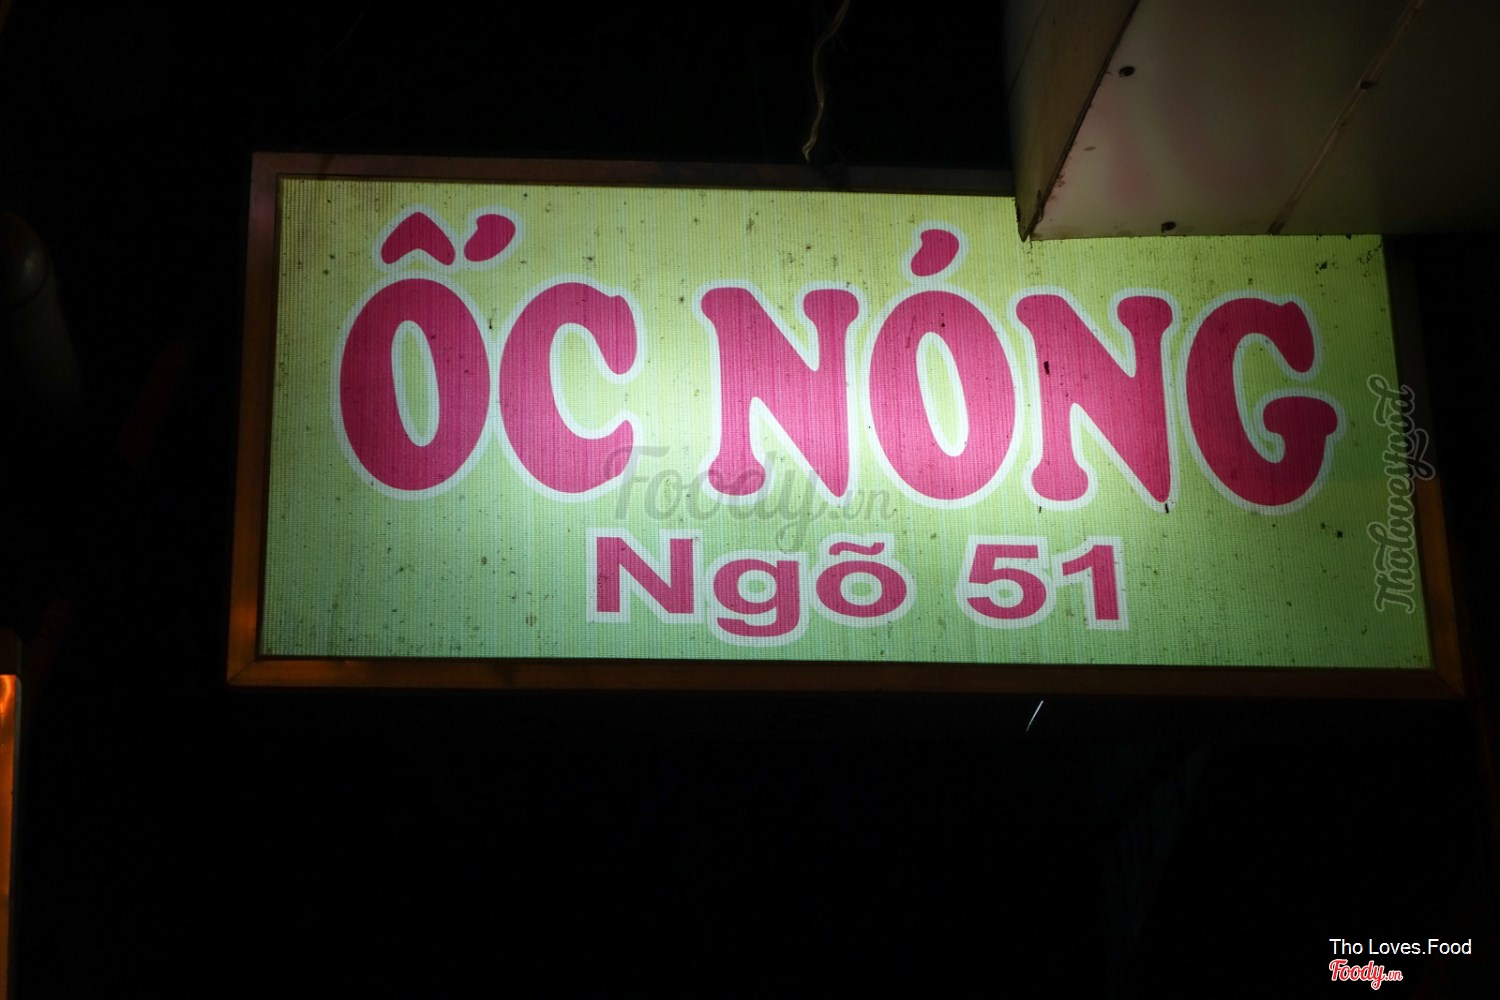 ỐC NÓNG
Ngõ 51
Foody.vn
Tholovesfood
Tho Loves.Food
Foody.vn